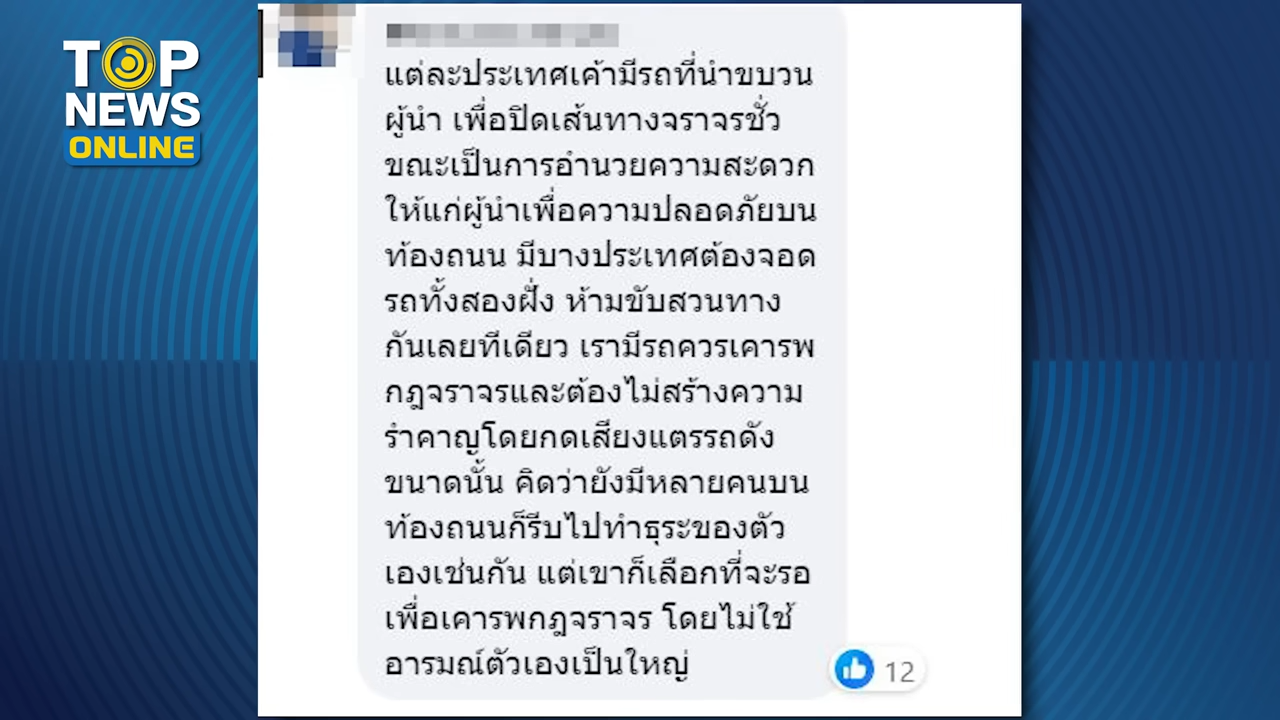 TOP
NEWS
ONLINE
แต่ละประเทศเค้ามีรถที่นำขบวน
ผู้นำ เพื่อปิดเส้นทางจราจรชั่ว
ขณะเป็นการอำนวยความสะดวก
ให้แก่ผู้นำเพื่อความปลอดภัยบน
ท้องถนน มีบางประเทศต้องจอด
รถทั้งสองฝั่ง ห้ามขับสวนทาง
กันเลยทีเดียว เรามีรถควรเคารพ
กฎจราจรและต้องไม่สร้างความ
รำคาญโดยกดเสียงแตรรถดัง
ขนาดนั้น คิดว่ายังมีหลายคนบน
ท้องถนนก็รีบไปทำธุระของตัว
เองเช่นกัน แต่เขาก็เลือกที่จะรอ
เพื่อเคารพกฎจราจร โดยไม่ใช้
อารมณ์ตัวเองเป็นใหญ่
12